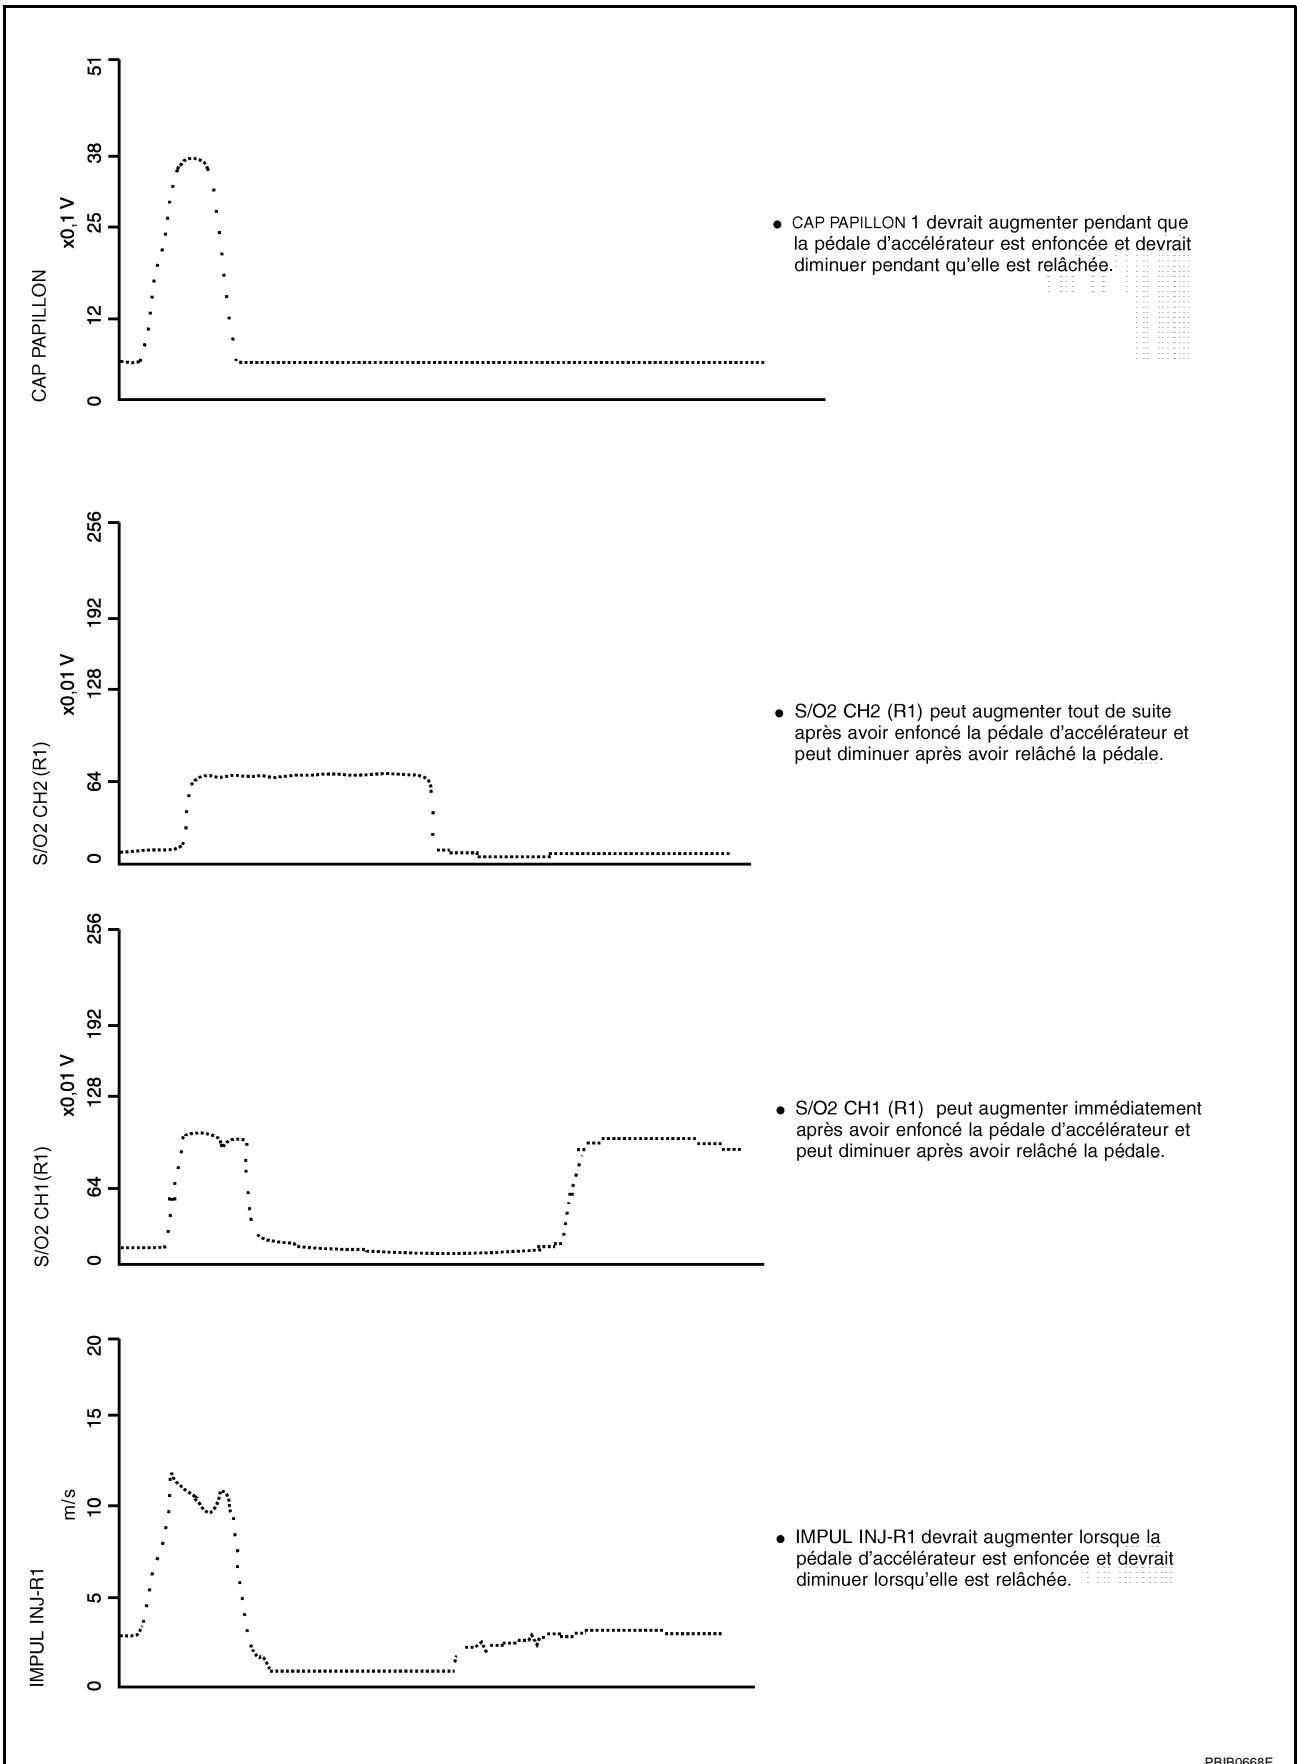 51
38
25
12
0
x0,1 V
CAP PAPILLON
● CAP PAPILLON 1 devrait augmenter pendant que
la pédale d'accélérateur est enfoncée et devrait
diminuer pendant qu'elle est relâchée.
256
192
128
64
0
x0,01 V
S/O2 CH2 (R1)
● S/O2 CH2 (R1) peut augmenter tout de suite
après avoir enfoncé la pédale d'accélérateur et
peut diminuer après avoir relâché la pédale.
256
192
128
64
0
x0,01 V
S/O2 CH1(R1)
● S/O2 CH1 (R1) peut augmenter immédiatement
après avoir enfoncé la pédale d'accélérateur et
peut diminuer après avoir relâché la pédale.
20
15
10
5
0
m/s
IMPUL INJ-R1
● IMPUL INJ-R1 devrait augmenter lorsque la
pédale d'accélérateur est enfoncée et devrait
diminuer lorsqu'elle est relâchée.